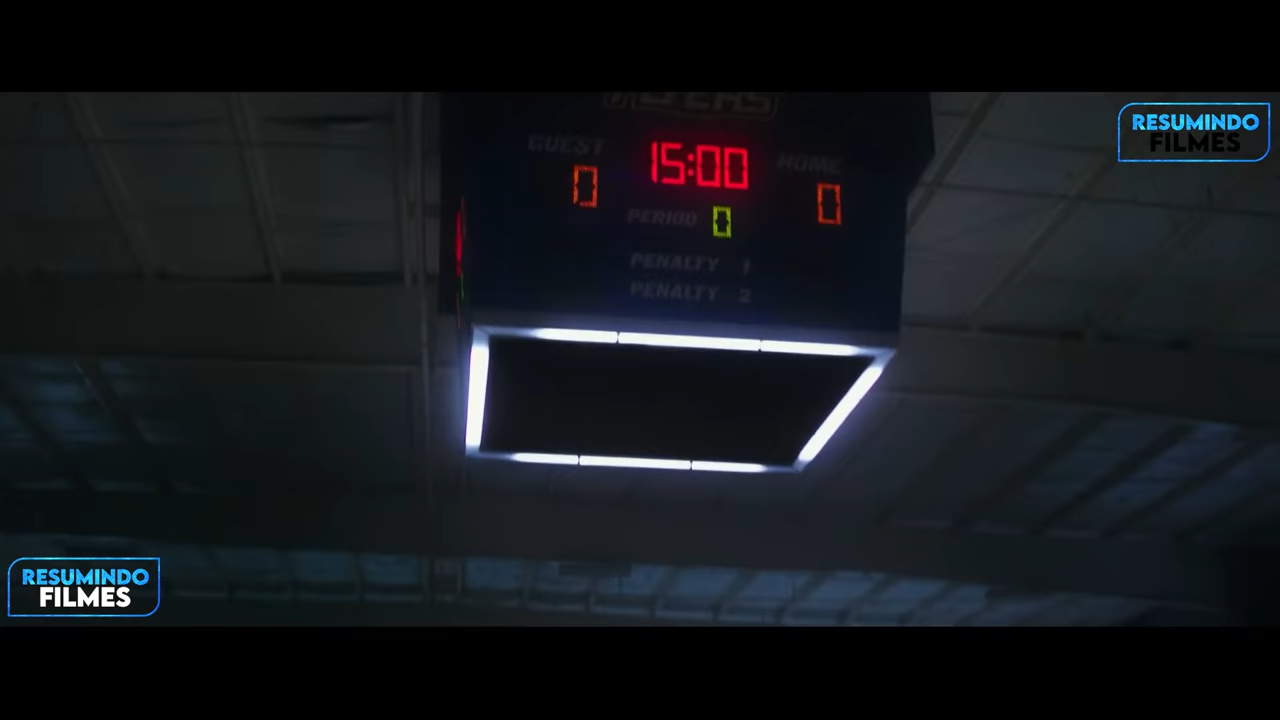 RESUMINDO
FILMES
GUEST 15:00 HOME
0 0
PERIOD 0
PENALTY 1
PENALTY 2
RESUMINDO
FILMES